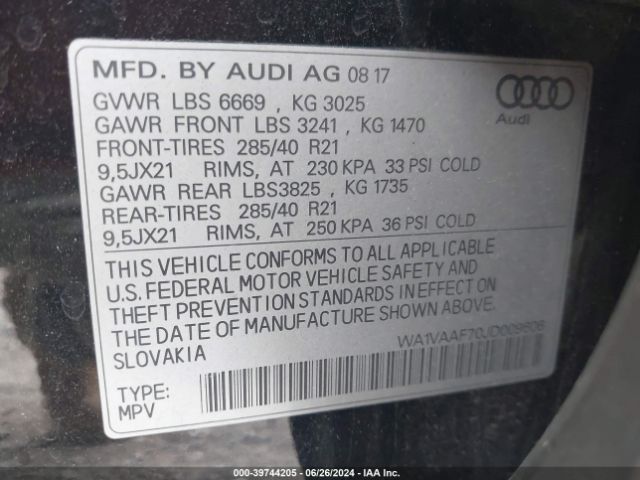 MFD. BY AUDI AG 08 17
GVWR LBS 6669 , KG 3025
GAWR FRONT LBS 3241 , KG 1470
FRONT-TIRES 285/40 R21
9,5JX21 RIMS, AT 230 KPA 33 PSI COLD
GAWR REAR LBS3825 , KG 1735
REAR-TIRES 285/40 R21
9,5JX21 RIMS, AT 250 KPA 36 PSI COLD
Audi
THIS VEHICLE CONFORMS TO ALL APPLICABLE
U.S. FEDERAL MOTOR VEHICLE SAFETY AND
THEFT PREVENTION STANDARDS IN EFFECT ON
THE DATE OF MANUFACTURE SHOWN ABOVE.
SLOVAKIA
WA1VAAF70JD009606
TYPE:
MPV
000-39744205 - 06/26/2024 - IAA Inc.